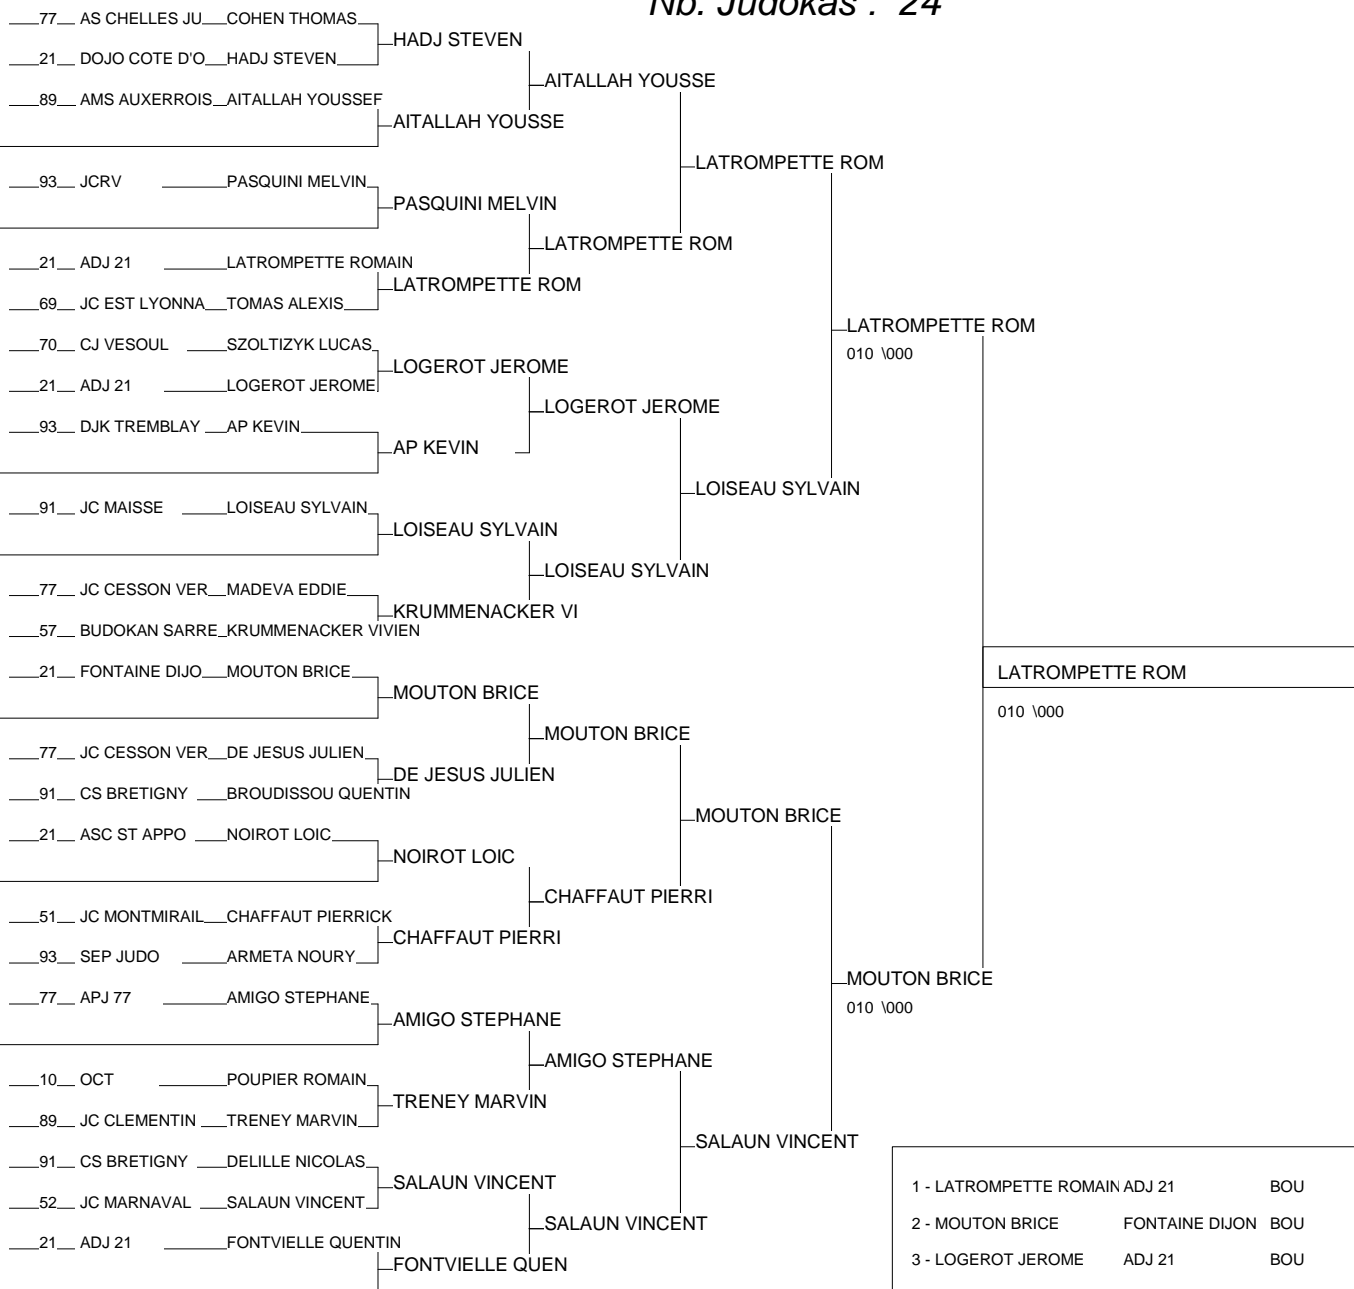 Nb. Judokas : 24
77 AS CHELLES JU COHEN THOMAS
HADJ STEVEN
21 DOJO COTE D'O HADJ STEVEN
AITALLAH YOUSSE
89 AMS AUXERROIS AITALLAH YOUSSEF
AITALLAH YOUSSE
LATROMPETTE ROM
93 JCRV PASQUINI MELVIN
PASQUINI MELVIN
LATROMPETTE ROM
21 ADJ 21 LATROMPETTE ROMAIN
LATROMPETTE ROM
69 JC EST LYONNA TOMAS ALEXIS
LATROMPETTE ROM
010 \000
70 CJ VESOUL SZOLTIZYK LUCAS
LOGEROT JEROME
21 ADJ 21 LOGEROT JEROME
LOGEROT JEROME
93 DJK TREMBLAY AP KEVIN
AP KEVIN
LOISEAU SYLVAIN
91 JC MAISSE LOISEAU SYLVAIN
LOISEAU SYLVAIN
LOISEAU SYLVAIN
77 JC CESSON VER MADEVA EDDIE
KRUMMENACKER VI
57 BUDOKAN SARRE KRUMMENACKER VIVIEN
21 FONTAINE DIJO MOUTON BRICE
LATROMPETTE ROM
010 \000
MOUTON BRICE
MOUTON BRICE
77 JC CESSON VER DE JESUS JULIEN
DE JESUS JULIEN
91 CS BRETIGNY BROUDISSOU QUENTIN
MOUTON BRICE
21 ASC ST APPO NOIROT LOIC
NOIROT LOIC
CHAFFAUT PIERRI
51 JC MONTMIRAIL CHAFFAUT PIERRICK
CHAFFAUT PIERRI
93 SEP JUDO ARMETA NOURY
MOUTON BRICE
010 \000
77 APJ 77 AMIGO STEPHANE
AMIGO STEPHANE
AMIGO STEPHANE
10 OCT POUPIER ROMAIN
TRENEY MARVIN
89 JC CLEMENTIN TRENEY MARVIN
SALAUN VINCENT
91 CS BRETIGNY DELILLE NICOLAS
SALAUN VINCENT
52 JC MARNAVAL SALAUN VINCENT
SALAUN VINCENT
21 ADJ 21 FONTVIELLE QUENTIN
FONTVIELLE QUEN
1 - LATROMPETTE ROMAIN ADJ 21 BOU
2 - MOUTON BRICE FONTAINE DIJON BOU
3 - LOGEROT JEROME ADJ 21 BOU